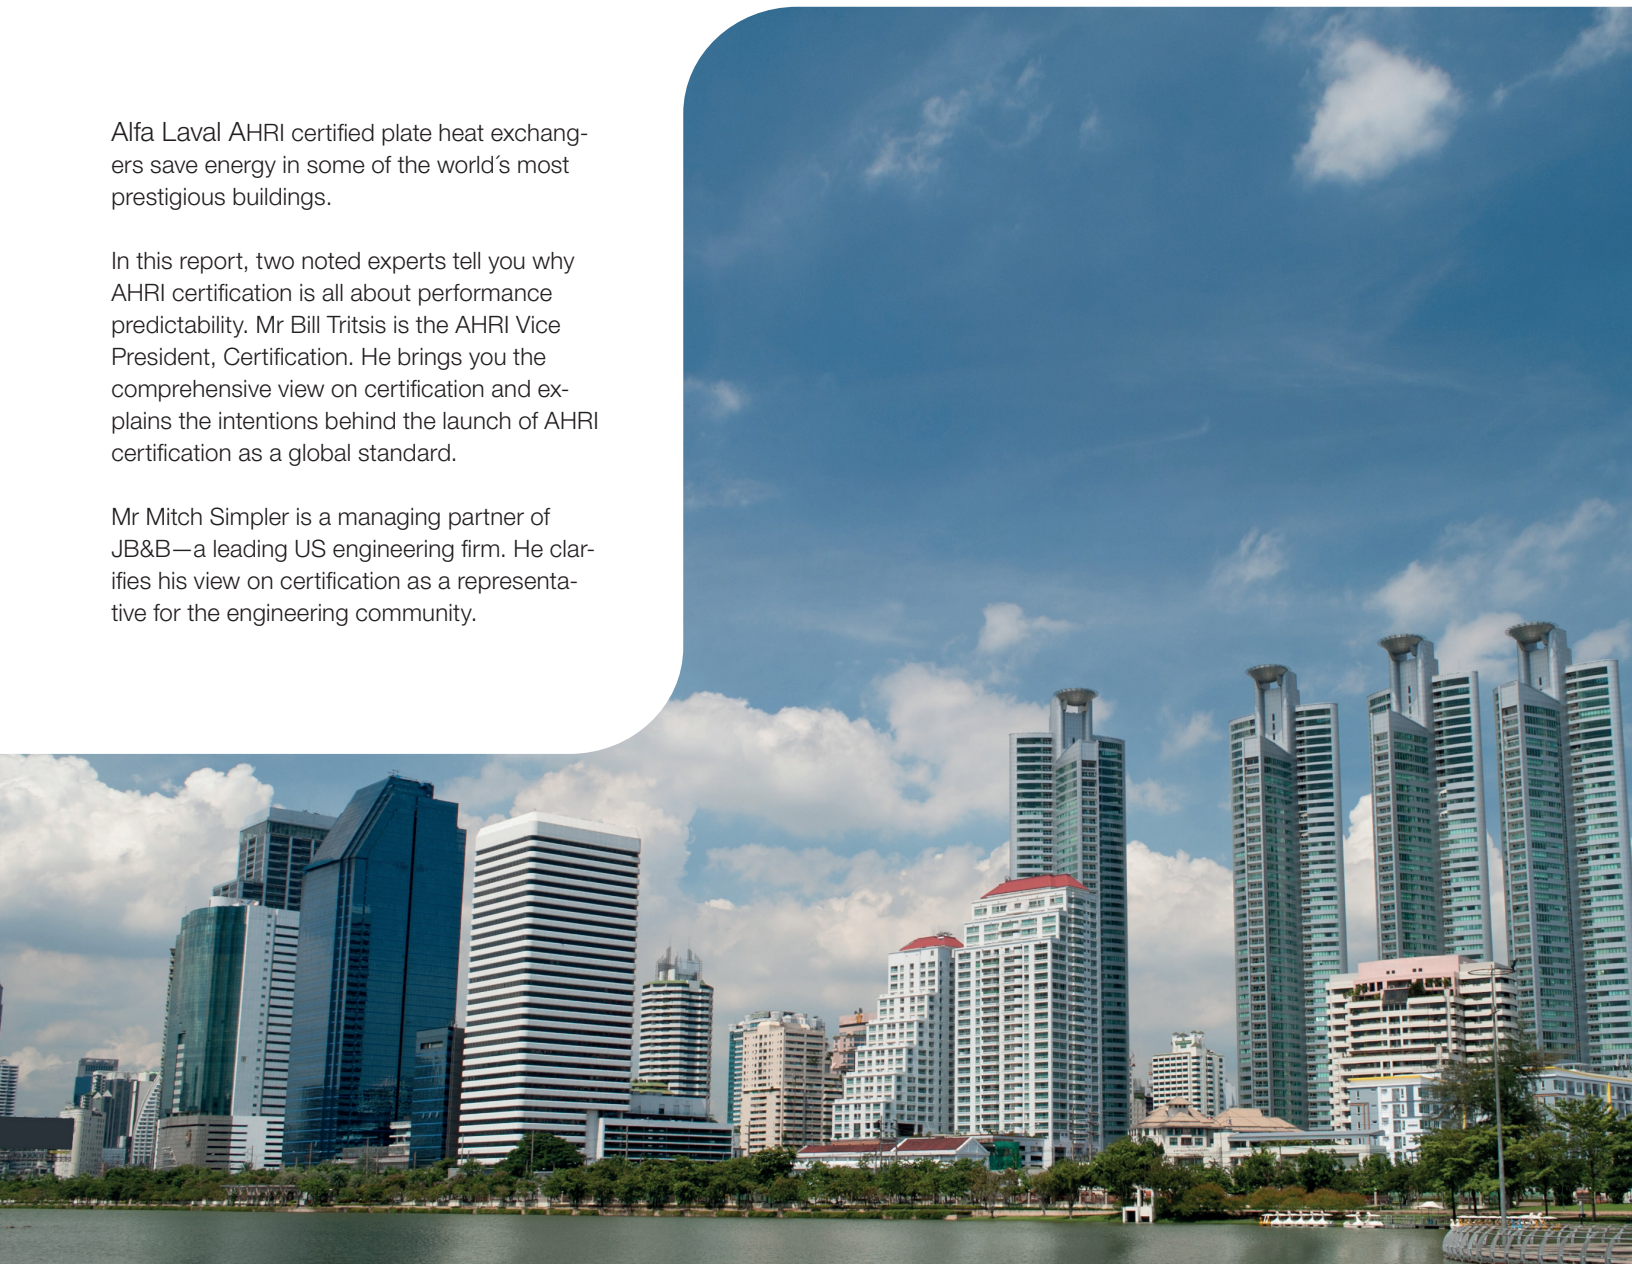 Alfa Laval AHRI certified plate heat exchang-
ers save energy in some of the world´s most
prestigious buildings.
In this report, two noted experts tell you why
AHRI certification is all about performance
predictability. Mr Bill Tritsis is the AHRI Vice
President, Certification. He brings you the
comprehensive view on certification and ex-
plains the intentions behind the launch of AHRI
certification as a global standard.
Mr Mitch Simpler is a managing partner of
JB&B—a leading US engineering firm. He clar-
ifies his view on certification as a representa-
tive for the engineering community.